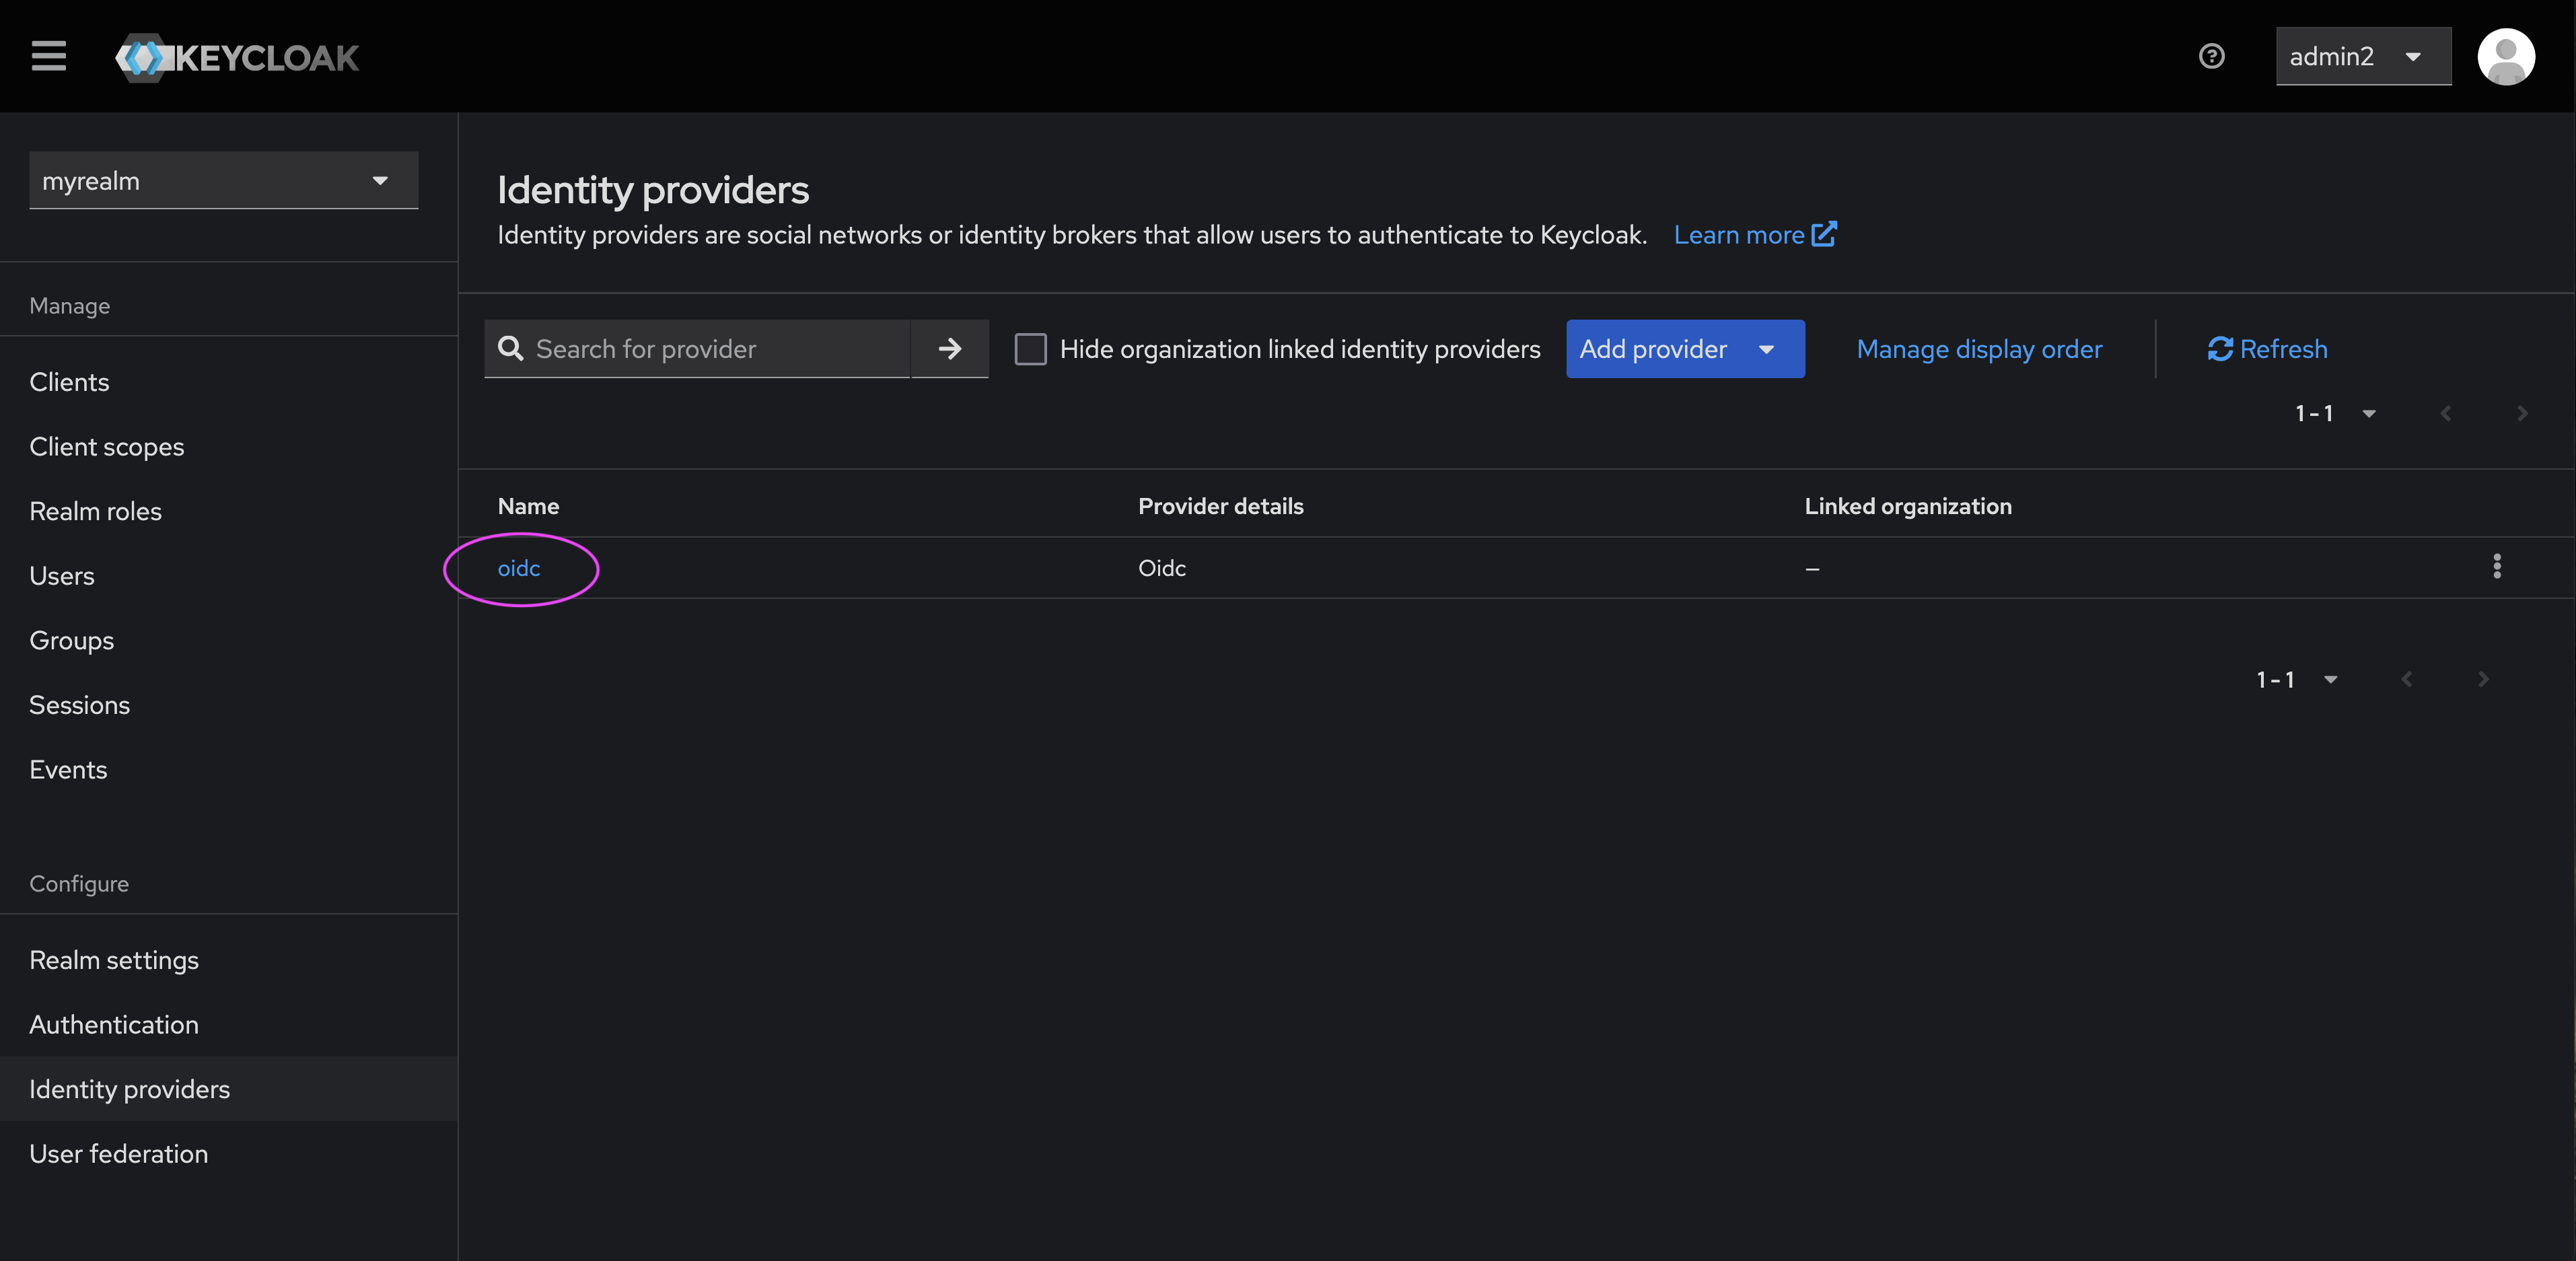 KEYCLOAK
admin2
myrealm
Manage
Clients
Client scopes
Realm roles
Users
Groups
Sessions
Events
Configure
Realm settings
Authentication
Identity providers
User federation
Identity providers
Identity providers are social networks or identity brokers that allow users to authenticate to Keycloak. Learn more
Search for provider
Hide organization linked identity providers
Add provider
Manage display order
Refresh
1 - 1
Name Provider details Linked organization
oidc Oidc –
1 - 1